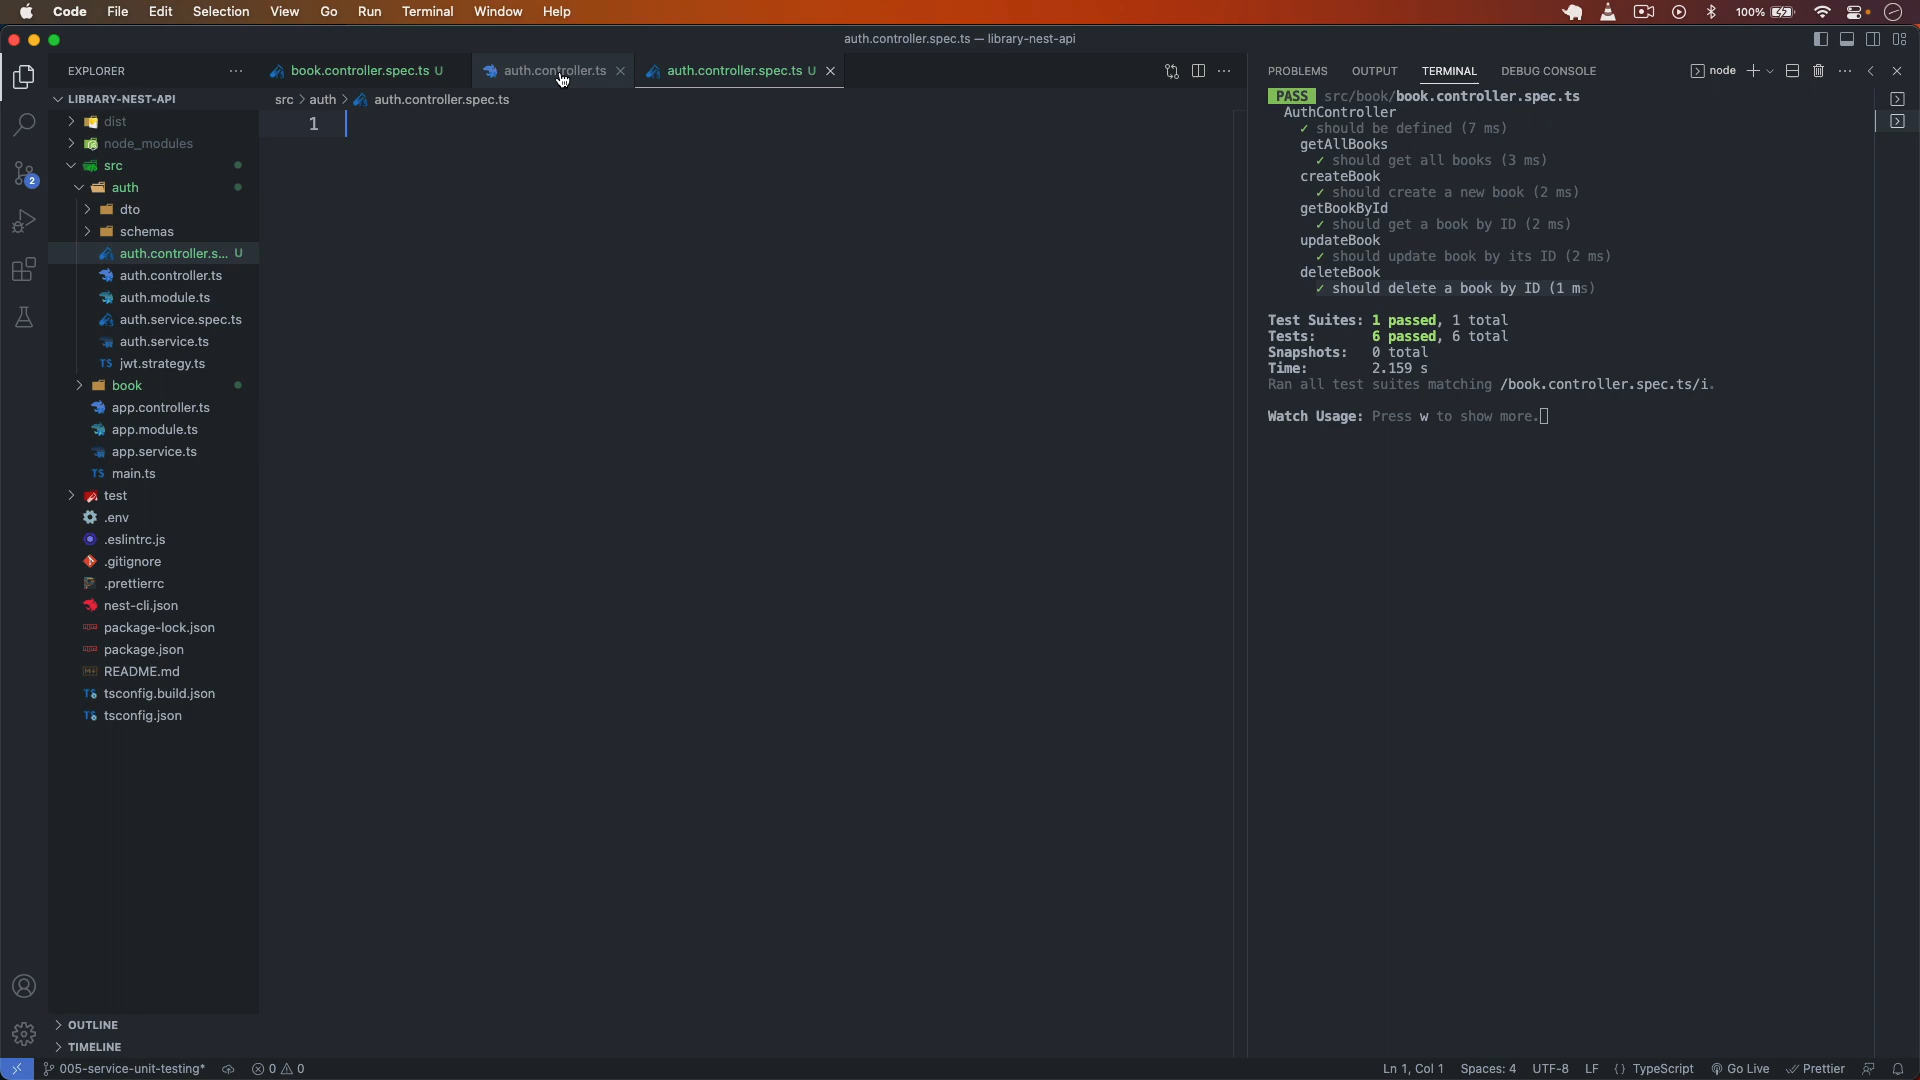 Code File Edit Selection View Go Run Terminal Window Help 100%
auth.controller.spec.ts — library-nest-api
EXPLORER
LIBRARY-NEST-API
dist
node_modules
src
auth
dto
schemas
auth.controller.s... U
auth.controller.ts
auth.module.ts
auth.service.spec.ts
auth.service.ts
TS jwt.strategy.ts
book
app.controller.ts
app.module.ts
app.service.ts
TS main.ts
test
.env
.eslintrc.js
.gitignore
.prettierrc
nest-cli.json
package-lock.json
package.json
README.md
tsconfig.build.json
tsconfig.json
OUTLINE
TIMELINE
2
book.controller.spec.ts U auth.controller.ts auth.controller.spec.ts U
src > auth > auth.controller.spec.ts
1
PROBLEMS OUTPUT TERMINAL DEBUG CONSOLE node
PASS src/book/book.controller.spec.ts
AuthController
✓ should be defined (7 ms)
getAllBooks
✓ should get all books (3 ms)
createBook
✓ should create a new book (2 ms)
getBookById
✓ should get a book by ID (2 ms)
updateBook
✓ should update book by its ID (2 ms)
deleteBook
✓ should delete a book by ID (1 ms)
Test Suites: 1 passed, 1 total
Tests: 6 passed, 6 total
Snapshots: 0 total
Time: 2.159 s
Ran all test suites matching /book.controller.spec.ts/i.
Watch Usage: Press w to show more.
005-service-unit-testing* 0 0 Ln 1, Col 1 Spaces: 4 UTF-8 LF {} TypeScript Go Live Prettier